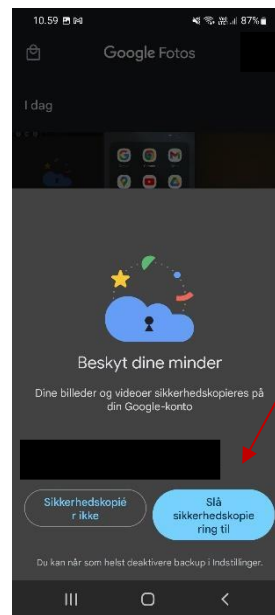 10.59 87%
Google Fotos
I dag
Beskyt dine minder
Dine billeder og videoer sikkerhedskopieres på
din Google-konto
Sikkerhedskopié
r ikke
Slå
sikkerhedskopie
ring til
Du kan når som helst deaktivere backup i Indstillinger.